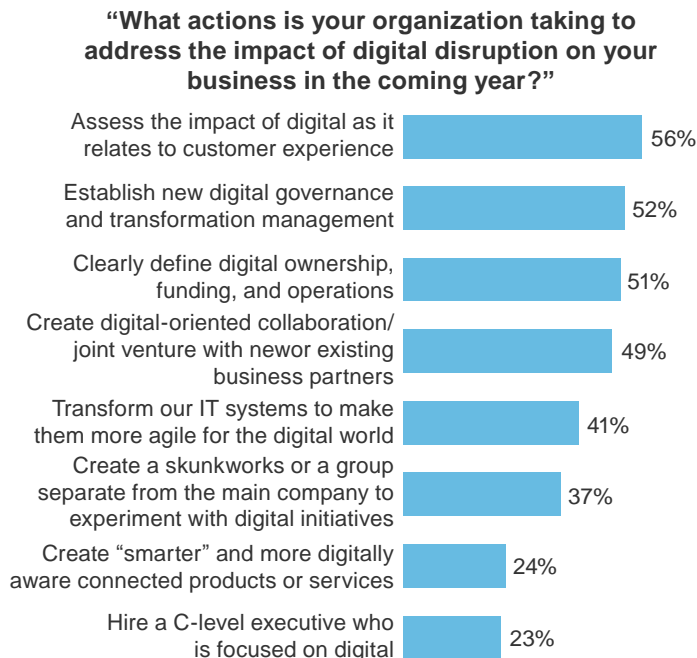 “What actions is your organization taking to
address the impact of digital disruption on your
business in the coming year?”
Assess the impact of digital as it
relates to customer experience
56%
Establish new digital governance
and transformation management
52%
Clearly define digital ownership,
funding, and operations
51%
Create digital-oriented collaboration/
joint venture with newor existing
business partners
49%
Transform our IT systems to make
them more agile for the digital world
41%
Create a skunkworks or a group
separate from the main company to
experiment with digital initiatives
37%
Create “smarter” and more digitally
aware connected products or services
24%
Hire a C-level executive who
is focused on digital
23%